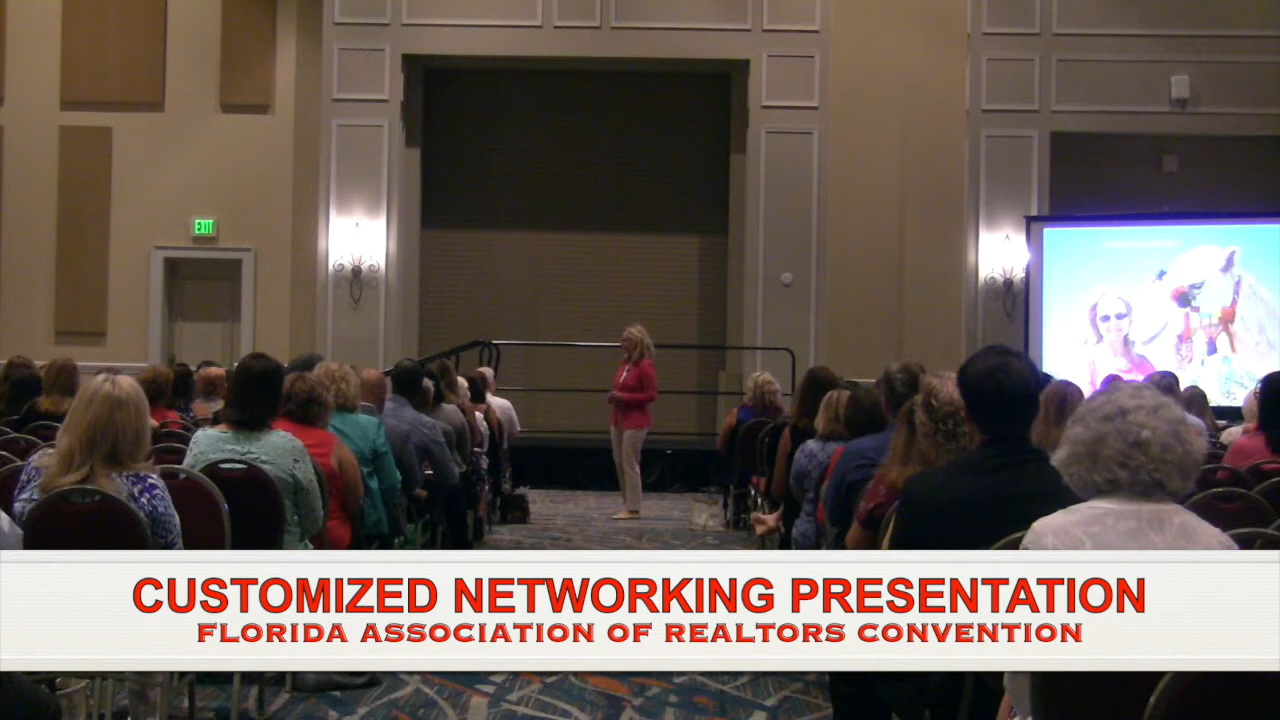 EXIT
CUSTOMIZED NETWORKING PRESENTATION
FLORIDA ASSOCIATION OF REALTORS CONVENTION